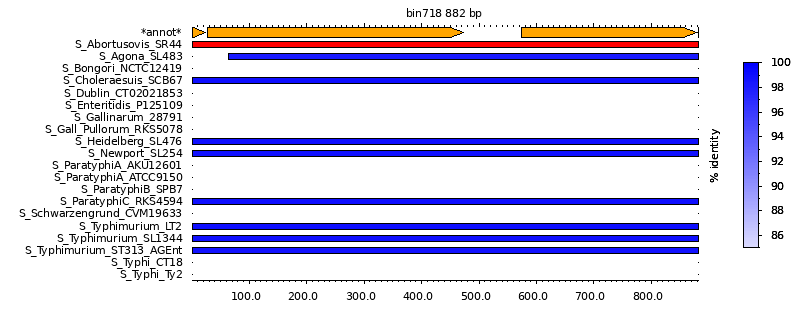 bin718 882 bp
*annot*
S_Abortusovis_SR44
S_Agona_SL483
S_Bongori_NCTC12419
S_Choleraesuis_SCB67
S_Dublin_CT02021853
S_Enteritidis_P125109
S_Gallinarum_28791
S_Gall_Pullorum_RKS5078
S_Heidelberg_SL476
S_Newport_SL254
S_ParatyphiA_AKU12601
S_ParatyphiA_ATCC9150
S_ParatyphiB_SPB7
S_ParatyphiC_RKS4594
S_Schwarzengrund_CVM19633
S_Typhimurium_LT2
S_Typhimurium_SL1344
S_Typhimurium_ST313_AGEnt
S_Typhi_CT18
S_Typhi_Ty2
100.0 200.0 300.0 400.0 500.0 600.0 700.0 800.0
% identity
100
98
96
94
92
90
88
86